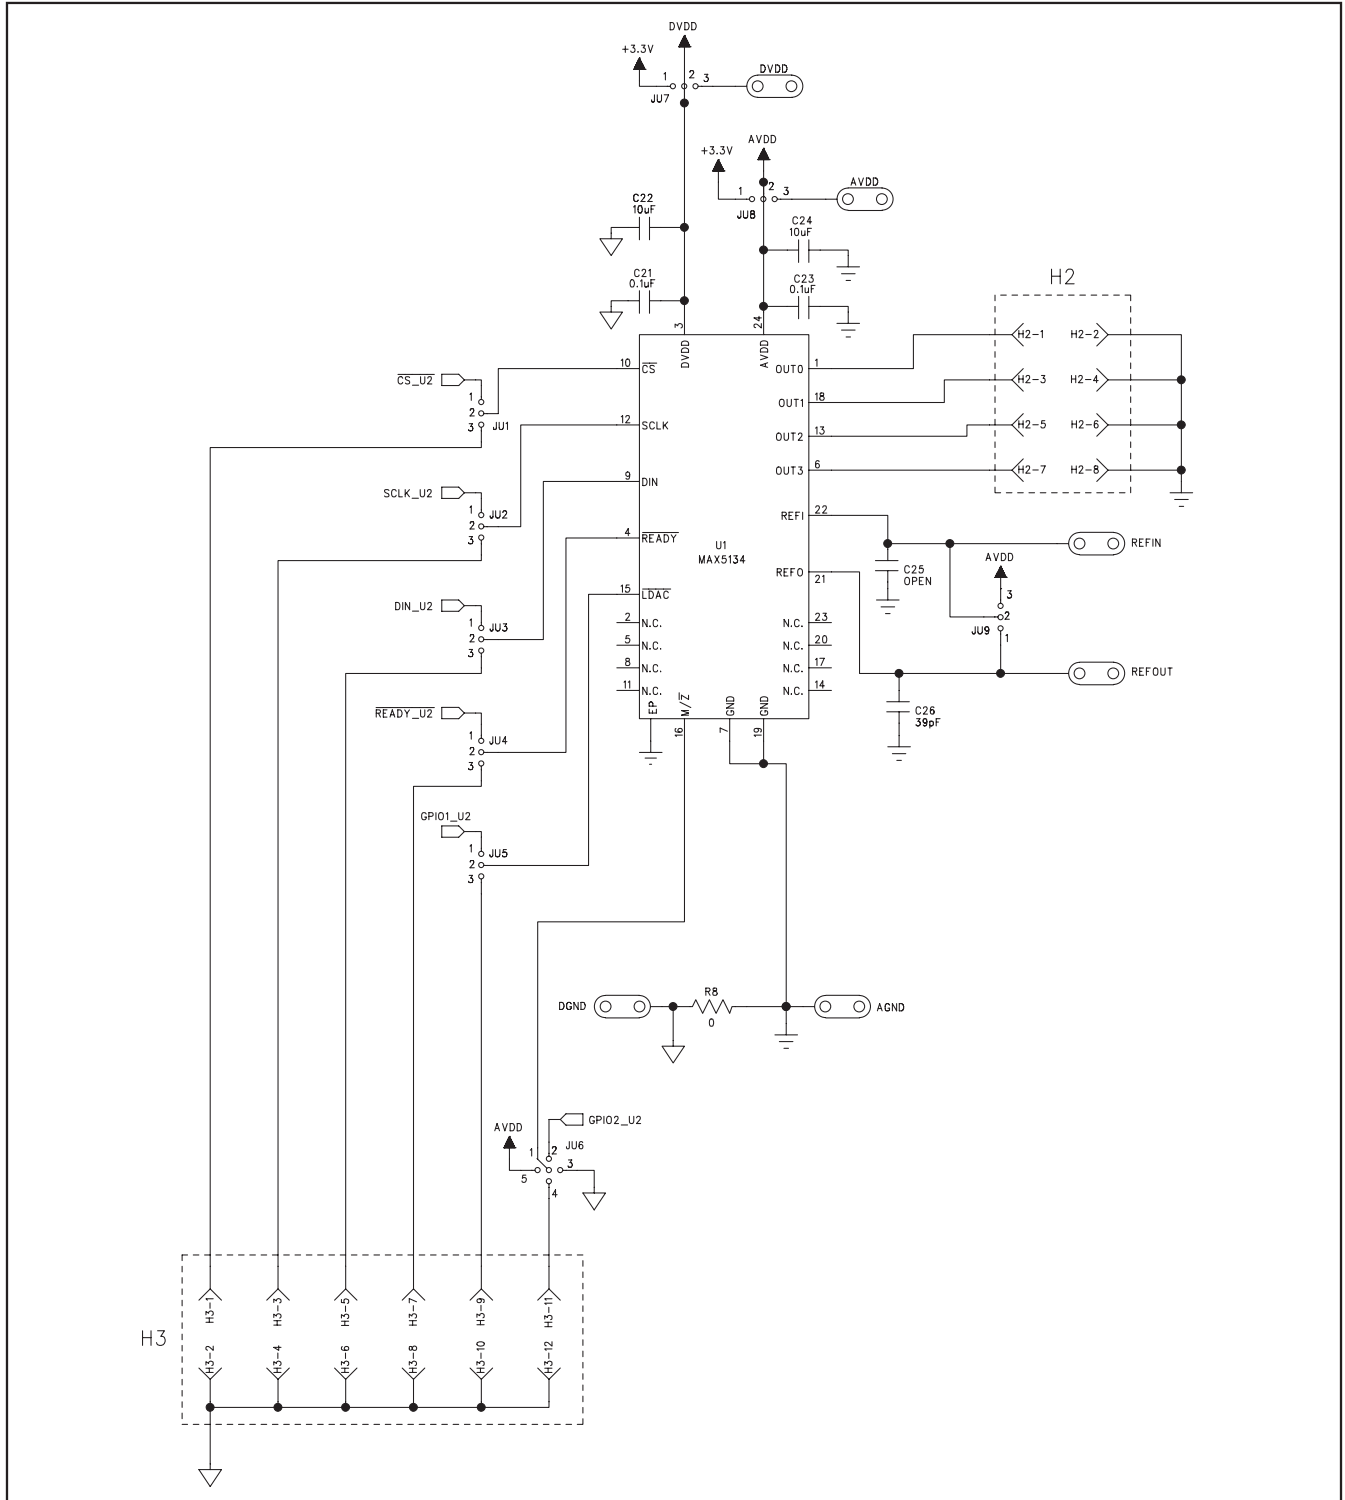 DVDD
+3.3V
1 2 3
JU7
DVDD
AVDD
+3.3V
1 2 3
JU8
AVDD
C22
10uF
C24
10uF
C21
0.1uF
C23
0.1uF
3
DVDD
24
AVDD
H2
H2-1 H2-2
H2-3 H2-4
H2-5 H2-6
H2-7 H2-8
10 CS
12 SCLK
9 DIN
4 READY
15 LDAC
2 N.C.
5 N.C.
8 N.C.
11 N.C.
U1
MAX5134
OUT0 1
OUT1 18
OUT2 13
OUT3 6
REFI 22
REFO 21
N.C. 23
N.C. 20
N.C. 17
N.C. 14
EP
M/Z
16
GND
7
GND
19
CS_U2
1
2
3
JU1
SCLK_U2
1
2
3
JU2
DIN_U2
1
2
3
JU3
READY_U2
1
2
3
JU4
GPIO1_U2
1
2
3
JU5
C25
OPEN
REFIN
AVDD
3
2
1
JU9
REFOUT
C26
39pF
DGND
R8
0
AGND
GPIO2_U2
AVDD
JU6
1
2
3
4
5
H3
H3-1
H3-3
H3-5
H3-7
H3-9
H3-11
H3-2
H3-4
H3-6
H3-8
H3-10
H3-12